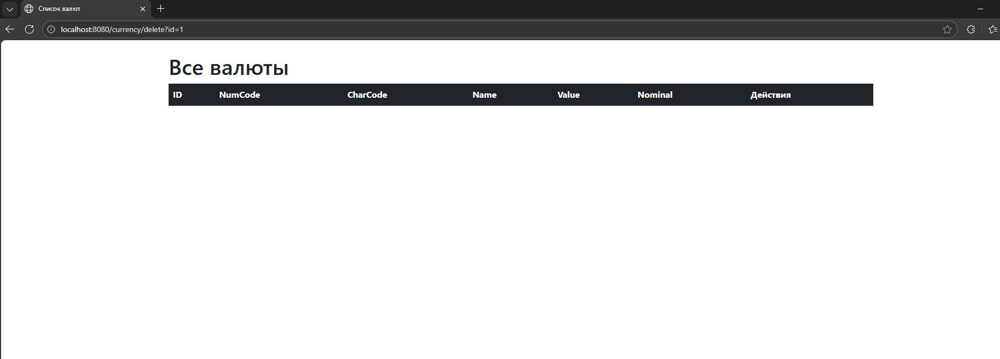 Список валют
localhost:8080/currency/delete?id=1
Все валюты
ID NumCode CharCode Name Value Nominal Действия